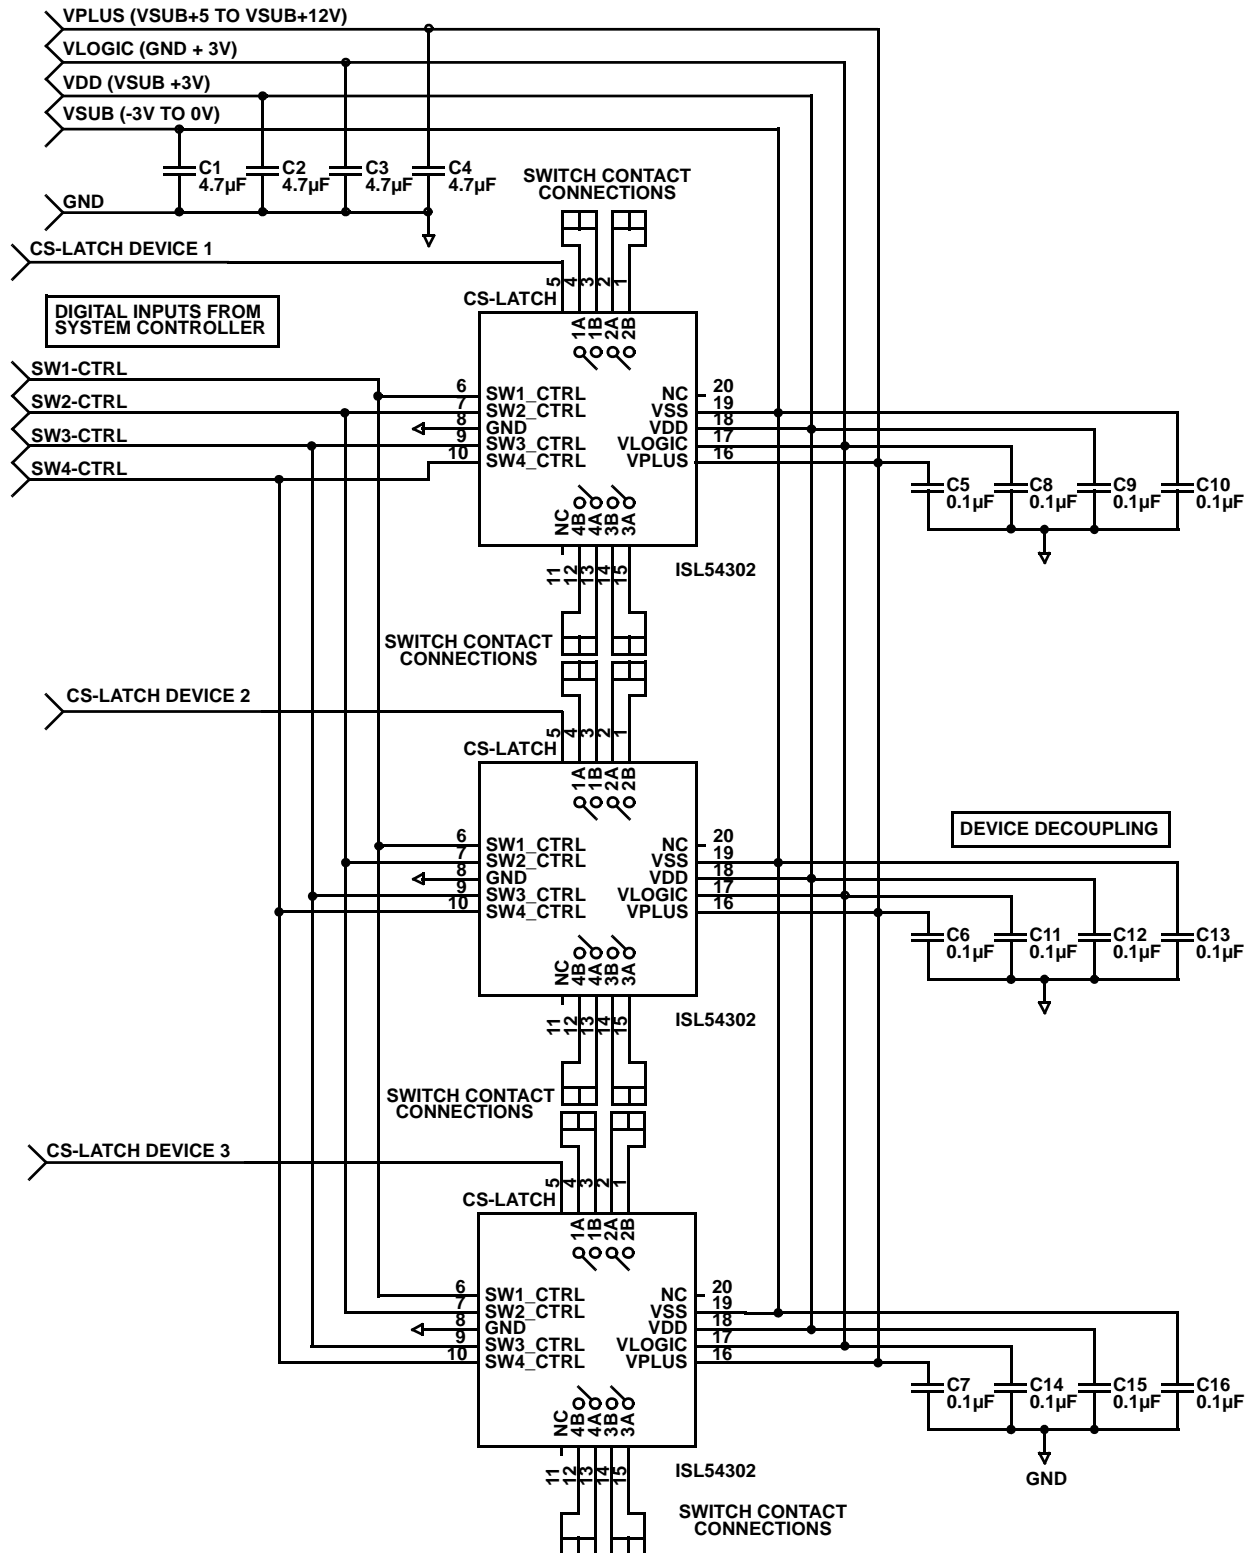 VPLUS (VSUB+5 TO VSUB+12V)
VLOGIC (GND + 3V)
VDD (VSUB +3V)
VSUB (-3V TO 0V)
C1
4.7µF
C2
4.7µF
C3
4.7µF
C4
4.7µF
SWITCH CONTACT
CONNECTIONS
GND
CS-LATCH DEVICE 1
5
4
3
2
1
CS-LATCH
DIGITAL INPUTS FROM
SYSTEM CONTROLLER
1A
1B
2A
2B
SW1-CTRL
SW2-CTRL
SW3-CTRL
SW4-CTRL
6
7
8
9
10
SW1_CTRL
SW2_CTRL
GND
SW3_CTRL
SW4_CTRL
NC
VSS
VDD
VLOGIC
VPLUS
20
19
18
17
16
C5
0.1µF
C8
0.1µF
C9
0.1µF
C10
0.1µF
NC
4B
4A
3B
3A
11
12
13
14
15
ISL54302
SWITCH CONTACT
CONNECTIONS
CS-LATCH DEVICE 2
5
4
3
2
1
CS-LATCH
1A
1B
2A
2B
DEVICE DECOUPLING
6
7
8
9
10
SW1_CTRL
SW2_CTRL
GND
SW3_CTRL
SW4_CTRL
NC
VSS
VDD
VLOGIC
VPLUS
20
19
18
17
16
C6
0.1µF
C11
0.1µF
C12
0.1µF
C13
0.1µF
NC
4B
4A
3B
3A
11
12
13
14
15
ISL54302
SWITCH CONTACT
CONNECTIONS
CS-LATCH DEVICE 3
5
4
3
2
1
CS-LATCH
1A
1B
2A
2B
6
7
8
9
10
SW1_CTRL
SW2_CTRL
GND
SW3_CTRL
SW4_CTRL
NC
VSS
VDD
VLOGIC
VPLUS
20
19
18
17
16
C7
0.1µF
C14
0.1µF
C15
0.1µF
C16
0.1µF
NC
4B
4A
3B
3A
11
12
13
14
15
ISL54302
GND
SWITCH CONTACT
CONNECTIONS